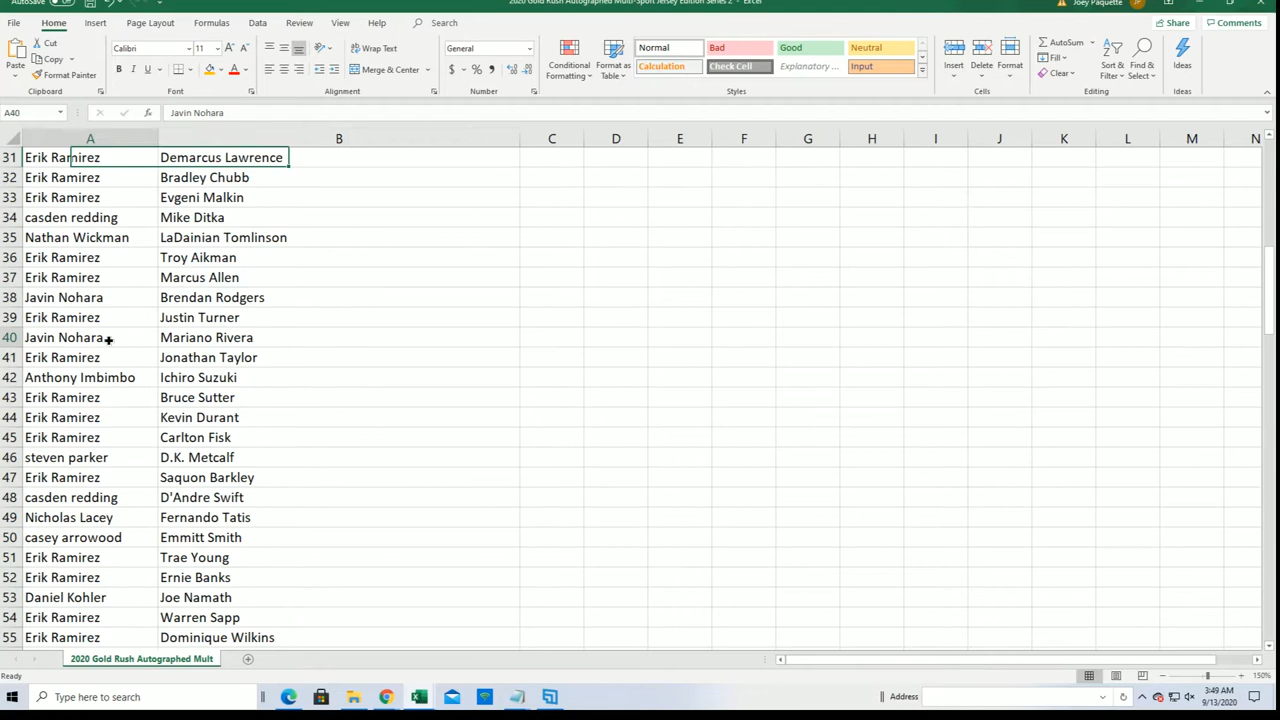 AutoSave
2020 Gold Rush Autographed Multi-Sport Jersey Edition Series 2 - Excel
Joey Paquette
JP
File Home Insert Page Layout Formulas Data Review View Help Search Share Comments
Paste Cut Copy Format Painter
Clipboard
Calibri 11
B I U
Font
Wrap Text
Merge & Center
Alignment
General
$ % ,
Number
Conditional Formatting Format as Table
Normal Bad Good Neutral
Calculation Check Cell Explanatory ... Input
Styles
Insert Delete Format
Cells
AutoSum Fill Clear
Sort & Filter Find & Select
Editing
Ideas
Ideas
A40 fx Javin Nohara
A B C D E F G H I J K L M N
31 Erik Ramirez Demarcus Lawrence
32 Erik Ramirez Bradley Chubb
33 Erik Ramirez Evgeni Malkin
34 casden redding Mike Ditka
35 Nathan Wickman LaDainian Tomlinson
36 Erik Ramirez Troy Aikman
37 Erik Ramirez Marcus Allen
38 Javin Nohara Brendan Rodgers
39 Erik Ramirez Justin Turner
40 Javin Nohara Mariano Rivera
41 Erik Ramirez Jonathan Taylor
42 Anthony Imbimbo Ichiro Suzuki
43 Erik Ramirez Bruce Sutter
44 Erik Ramirez Kevin Durant
45 Erik Ramirez Carlton Fisk
46 steven parker D.K. Metcalf
47 Erik Ramirez Saquon Barkley
48 casden redding D'Andre Swift
49 Nicholas Lacey Fernando Tatis
50 casey arrowood Emmitt Smith
51 Erik Ramirez Trae Young
52 Erik Ramirez Ernie Banks
53 Daniel Kohler Joe Namath
54 Erik Ramirez Warren Sapp
55 Erik Ramirez Dominique Wilkins
2020 Gold Rush Autographed Mult
Ready
150%
Type here to search
Address
3:49 AM
9/13/2020